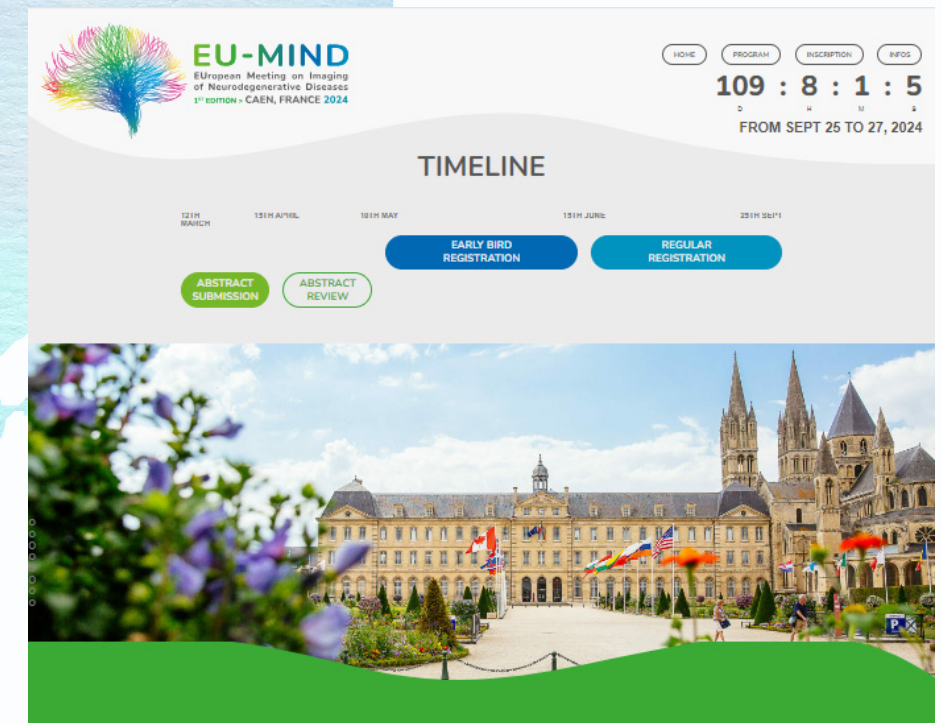 EU-MIND
EUropean Meeting on Imaging
of Neurodegenerative Diseases
1ST EDITION » CAEN, FRANCE 2024
HOME PROGRAM INSCRIPTION INFOS
109 : 8 : 1 : 5
D H M S
FROM SEPT 25 TO 27, 2024
TIMELINE
12TH MARCH 15TH APRIL 10TH MAY 15TH JUNE 25TH SEPT
EARLY BIRD
REGISTRATION
REGULAR
REGISTRATION
ABSTRACT
SUBMISSION
ABSTRACT
REVIEW
P